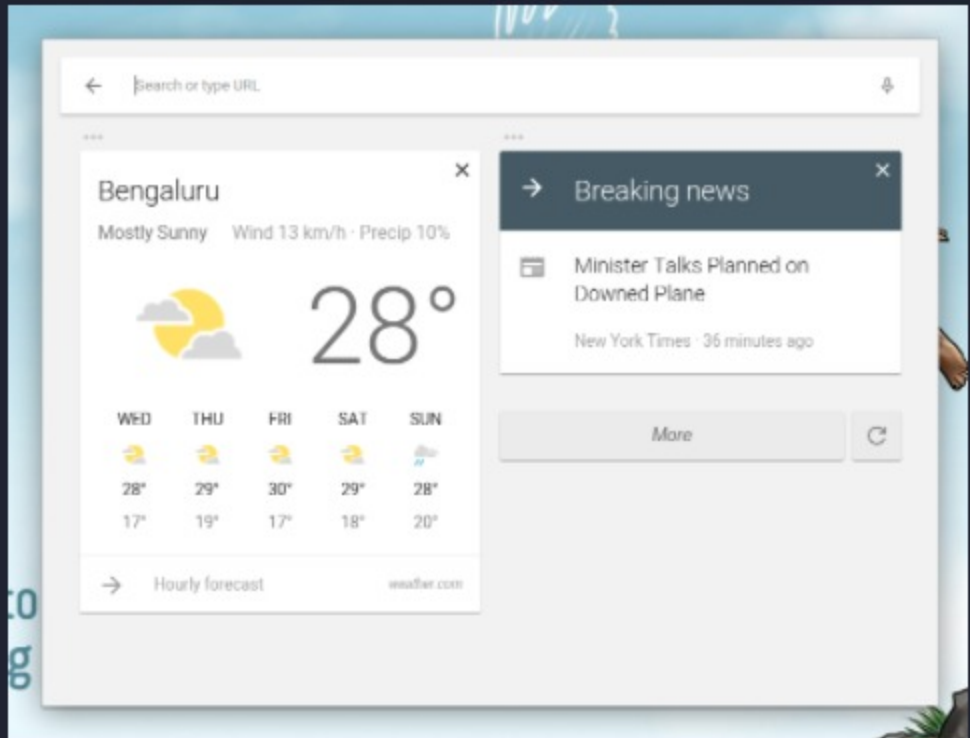 Search or type URL
Bengaluru
Mostly Sunny Wind 13 km/h · Precip 10%
28°
WED THU FRI SAT SUN
28° 29° 30° 29° 28°
17° 19° 17° 18° 20°
Hourly forecast weather.com
Breaking news
Minister Talks Planned on
Downed Plane
New York Times · 36 minutes ago
More
g